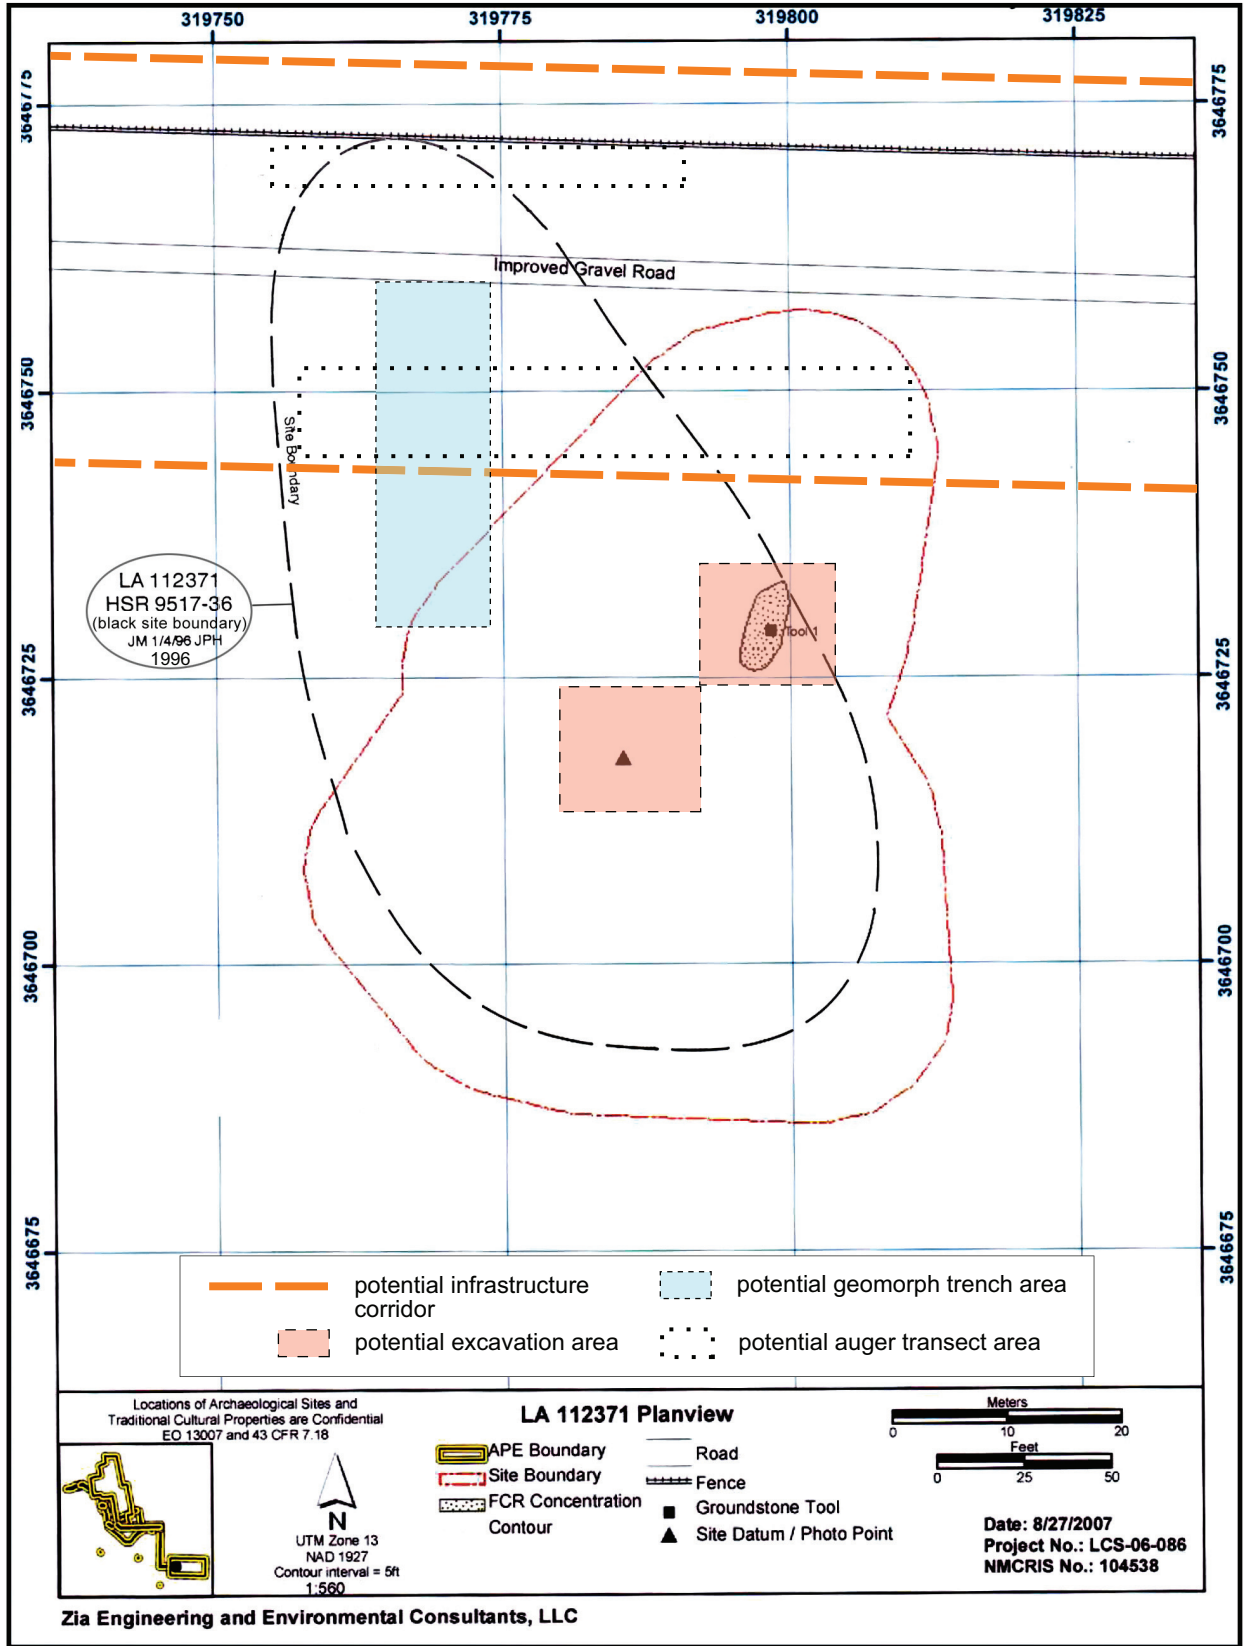 319750 319775 319800 319825
3646775 3646775
Improved Gravel Road
3646750 3646750
Site Boundary
LA 112371
HSR 9517-36
(black site boundary)
JM 1/4/96 JPH
1996
Tool 1
3646725 3646725
3646700 3646700
3646675 3646675
potential infrastructure
corridor
potential geomorph trench area
potential excavation area
potential auger transect area
Locations of Archaeological Sites and
Traditional Cultural Properties are Confidential
EO 13007 and 43 CFR 7.18
N
UTM Zone 13
NAD 1927
Contour interval = 5ft
1:560
LA 112371 Planview
APE Boundary
Site Boundary
FCR Concentration
Contour
Road
Fence
Groundstone Tool
Site Datum / Photo Point
Meters
0 10 20
Feet
0 25 50
Date: 8/27/2007
Project No.: LCS-06-086
NMCRIS No.: 104538
Zia Engineering and Environmental Consultants, LLC